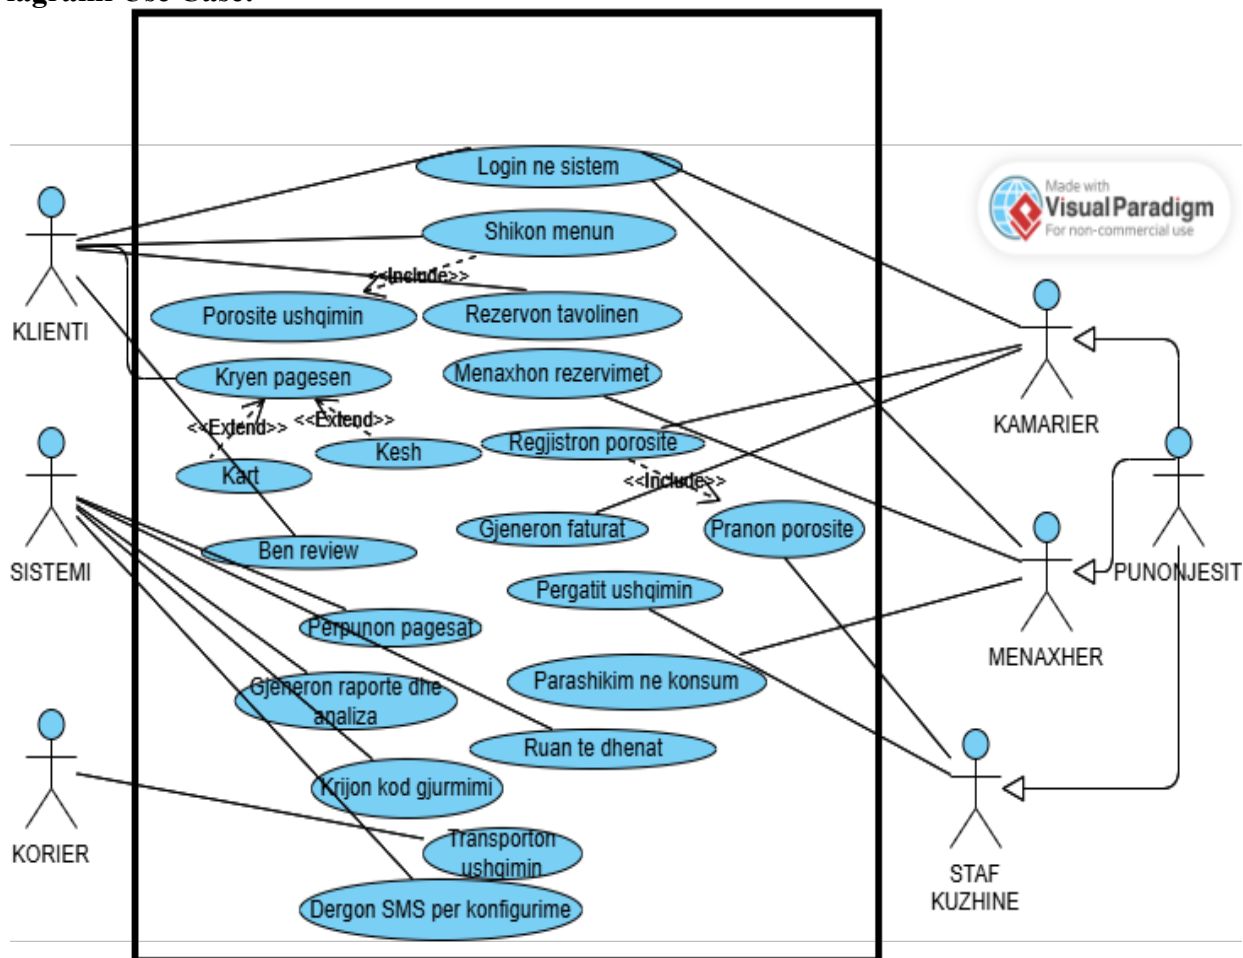 Diagrami Use Case:
Login ne sistem
Made with
Visual Paradigm
For non-commercial use
Shikon menun
<<Include>>
KLIENTI
Porosite ushqimin
Rezervon tavolinen
Kryen pagesen
Menaxhon rezervimet
<<Extend>>
<<Extend>>
KAMARIER
Regjistron porosite
Kesh
Kart
<<Include>>
Gjeneron faturat
Pranon porosite
SISTEMI
Ben review
PUNONJESIT
Pergatit ushqimin
Perpunon pagesat
MENAXHER
Parashikim ne konsum
Gjeneron raporte dhe
analiza
Ruan te dhenat
Krijon kod gjurmimi
KORIER
Transporton
ushqimin
STAF
KUZHINE
Dergon SMS per konfigurime